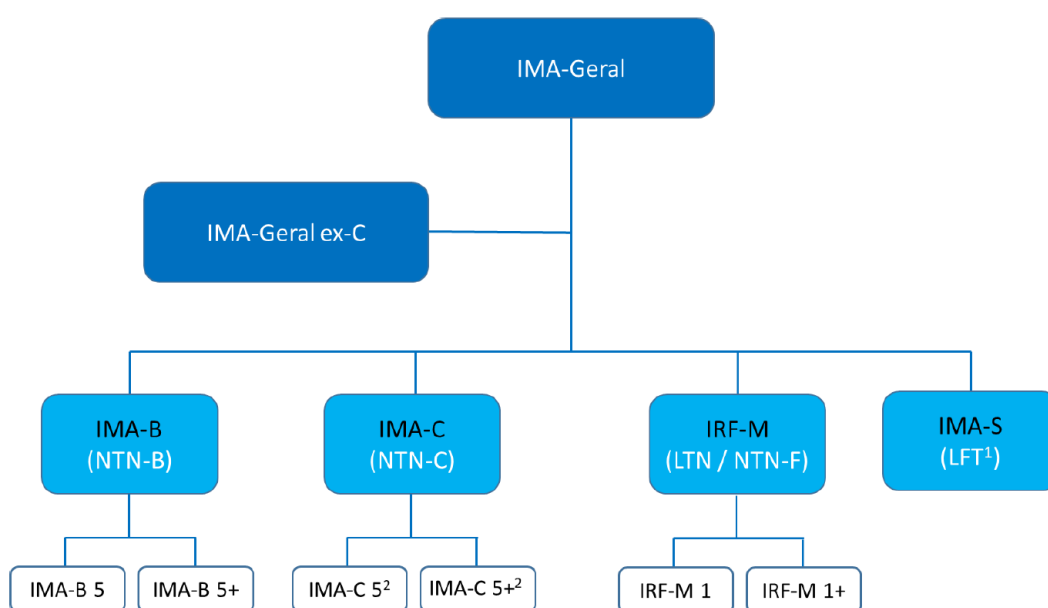 IMA-Geral
IMA-Geral ex-C
IMA-B
(NTN-B)
IMA-C
(NTN-C)
IRF-M
(LTN / NTN-F)
IMA-S
(LFT¹)
IMA-B 5
IMA-B 5+
IMA-C 5²
IMA-C 5+²
IRF-M 1
IRF-M 1+